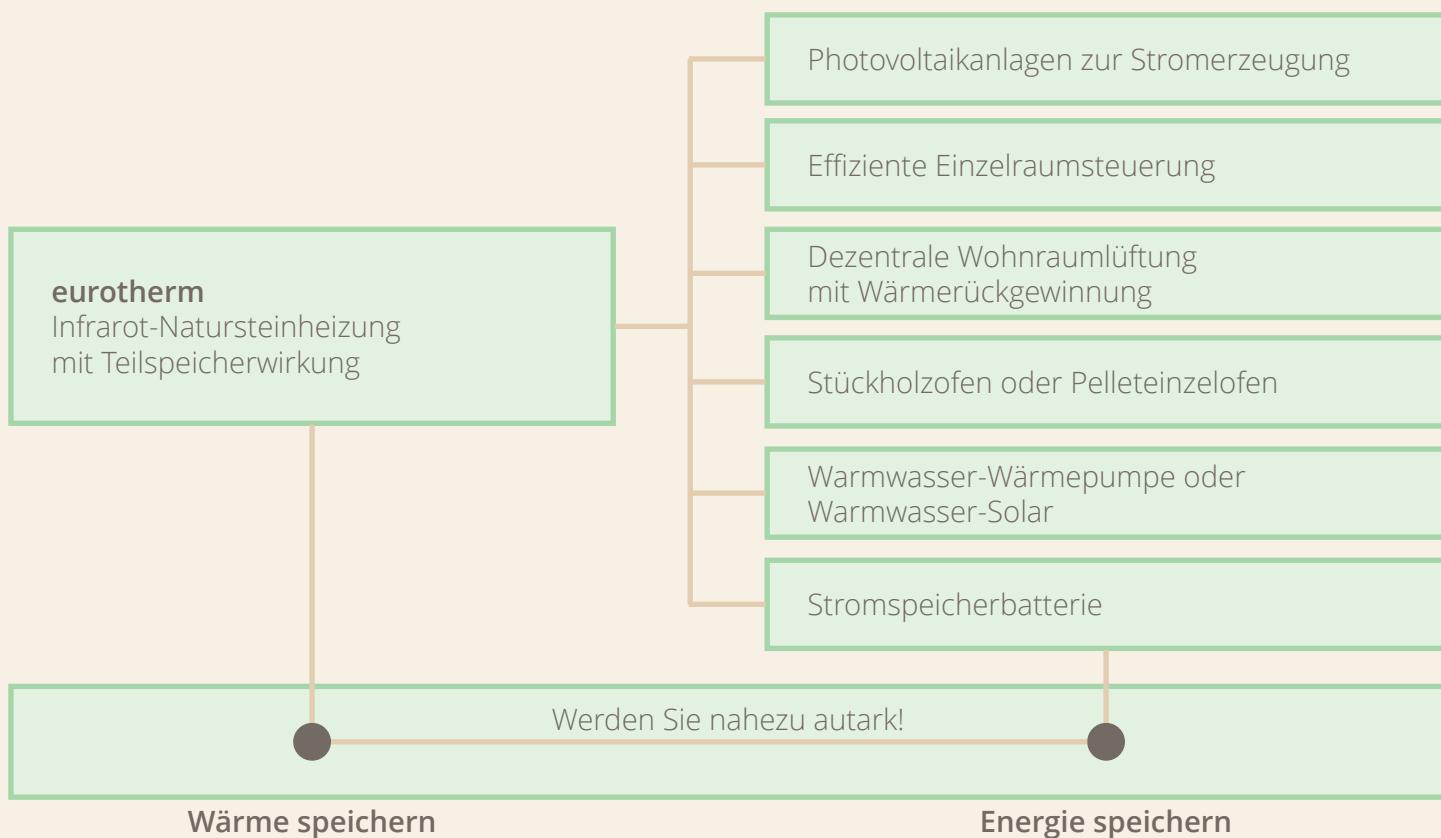 Photovoltaikanlagen zur Stromerzeugung
Effiziente Einzelraumsteuerung
Dezentrale Wohnraumlüftung
mit Wärmerückgewinnung
eurotherm
Infrarot-Natursteinheizung
mit Teilspeicherwirkung
Stückholzofen oder Pelleteinzelofen
Warmwasser-Wärmepumpe oder
Warmwasser-Solar
Stromspeicherbatterie
Werden Sie nahezu autark!
Wärme speichern
Energie speichern